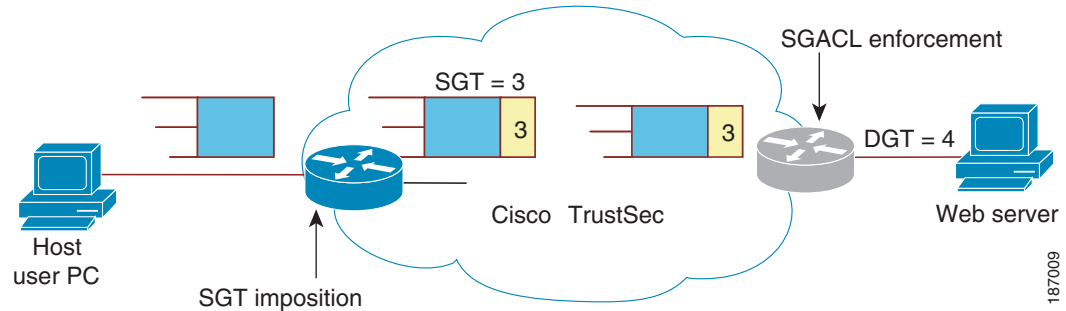 SGACL enforcement
SGT = 3
3
3
DGT = 4
Cisco TrustSec
Host
user PC
Web server
SGT imposition
187009